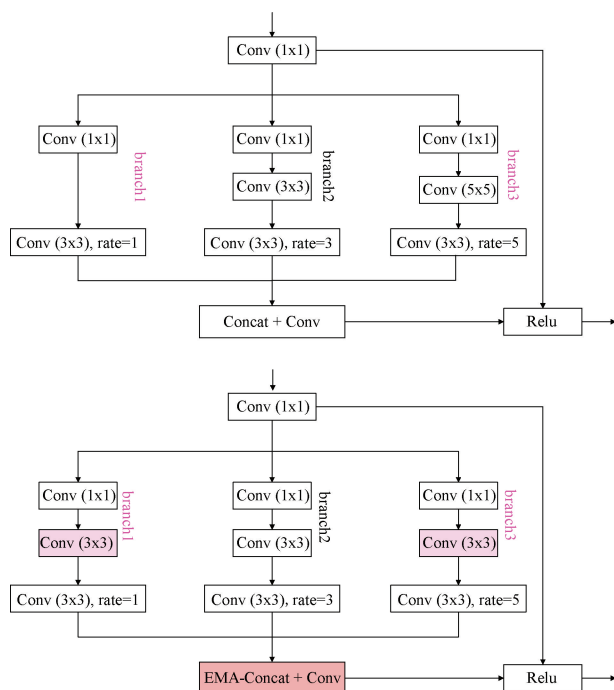 Conv (1x1)
Conv (1x1)
Conv (1x1)
Conv (1x1)
branch1
branch2
branch3
Conv (3x3)
Conv (5x5)
Conv (3x3), rate=1
Conv (3x3), rate=3
Conv (3x3), rate=5
Concat + Conv
Relu
Conv (1x1)
Conv (1x1)
Conv (1x1)
Conv (1x1)
branch1
branch2
branch3
Conv (3x3)
Conv (3x3)
Conv (3x3)
Conv (3x3), rate=1
Conv (3x3), rate=3
Conv (3x3), rate=5
EMA-Concat + Conv
Relu